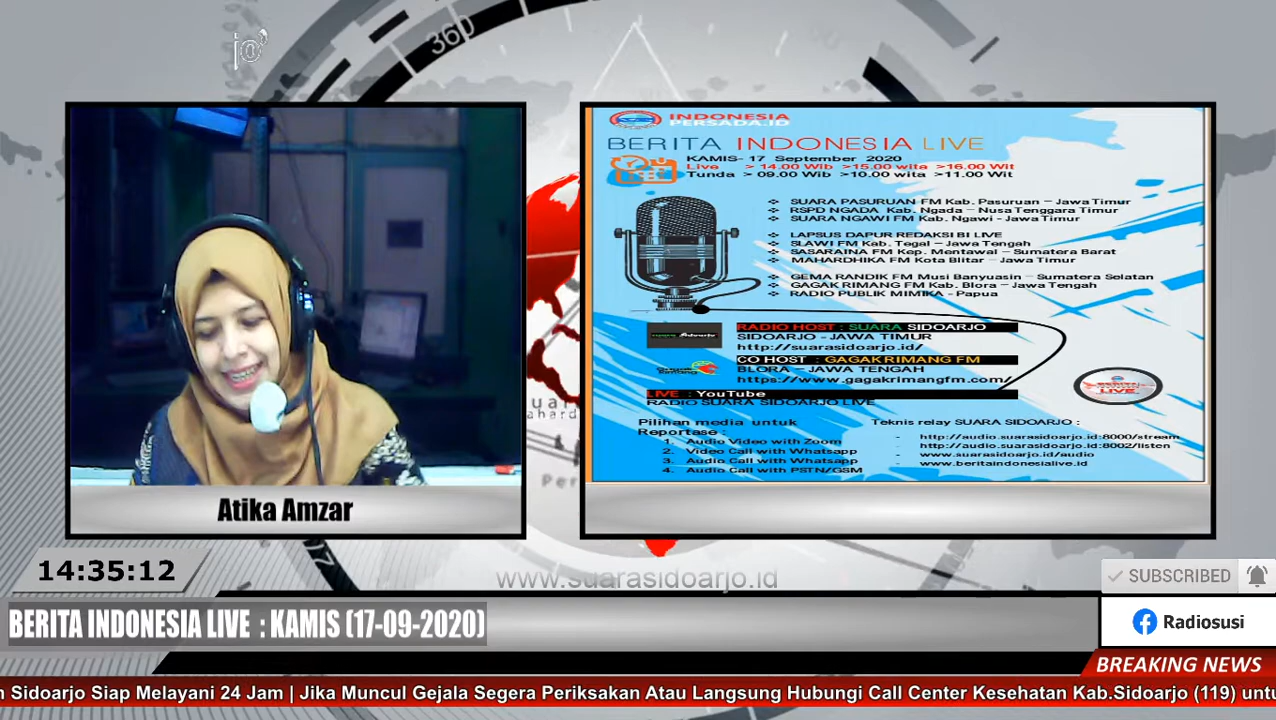 360
jo
INDONESIA
PERSADA.ID
BERITA INDONESIA LIVE
KAMIS- 17 September 2020
Live > 14.00 Wib >15.00 wita >16.00 Wit
Tunda > 09.00 Wib >10.00 wita >11.00 Wit
SUARA PASURUAN FM Kab. Pasuruan – Jawa Timur
RSPD NGADA Kab. Ngada – Nusa Tenggara Timur
SUARA NGAWI FM Kab. Ngawi - Jawa Timur
LAPSUS DAPUR REDAKSI BI LIVE
SLAWI FM Kab. Tegal – Jawa Tengah
SASARAINA FM Kep. Mentawai – Sumatera Barat
MAHARDHIKA FM Kota Blitar – Jawa Timur
GEMA RANDIK FM Musi Banyuasin – Sumatera Selatan
GAGAK RIMANG FM Kab. Blora – Jawa Tengah
RADIO PUBLIK MIMIKA - Papua
RADIO HOST : SUARA SIDOARJO
SIDOARJO - JAWA TIMUR
http://suarasidoarjo.id/
CO HOST : GAGAK RIMANG FM
BLORA – JAWA TENGAH
https://www.gagakrimangfm.com/
LIVE : YouTube
RADIO SUARA SIDOARJO LIVE
Pilihan media untuk
Reportase :
1. Audio Video with Zoom
2. Video Call with Whatsapp
3. Audio Call with Whatsapp
4. Audio Call with PSTN/GSM
Teknis relay SUARA SIDOARJO :
- http://audio.suarasidoarjo.id:8000/stream
- http://audio.suarasidoarjo.id:8002/listen
- www.suarasidoarjo.id/audio
- www.beritaindonesialive.id
Atika Amzar
14:35:12
www.suarasidoarjo.id
SUBSCRIBED
BERITA INDONESIA LIVE : KAMIS (17-09-2020)
Radiosusi
BREAKING NEWS
Sidoarjo Siap Melayani 24 Jam | Jika Muncul Gejala Segera Periksakan Atau Langsung Hubungi Call Center Kesehatan Kab.Sidoarjo (119)